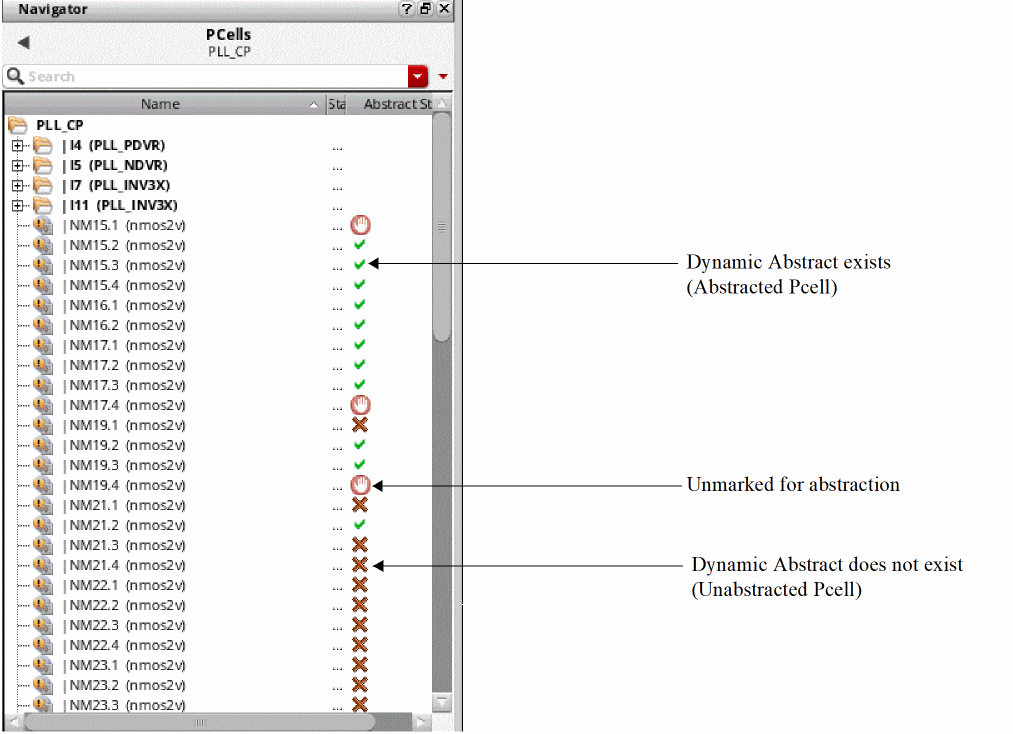 Navigator
PCells
PLL_CP
Search
Name Sta Abstract St
PLL_CP
|I4 (PLL_PDVR) ...
|I5 (PLL_NDVR) ...
|I7 (PLL_INV3X) ...
|I11 (PLL_INV3X) ...
|NM15.1 (nmos2v) ...
|NM15.2 (nmos2v) ...
|NM15.3 (nmos2v) ...
|NM15.4 (nmos2v) ...
|NM16.1 (nmos2v) ...
|NM16.2 (nmos2v) ...
|NM17.1 (nmos2v) ...
|NM17.2 (nmos2v) ...
|NM17.3 (nmos2v) ...
|NM17.4 (nmos2v) ...
|NM19.1 (nmos2v) ...
|NM19.2 (nmos2v) ...
|NM19.3 (nmos2v) ...
|NM19.4 (nmos2v) ...
|NM21.1 (nmos2v) ...
|NM21.2 (nmos2v) ...
|NM21.3 (nmos2v) ...
|NM21.4 (nmos2v) ...
|NM22.1 (nmos2v) ...
|NM22.2 (nmos2v) ...
|NM22.3 (nmos2v) ...
|NM22.4 (nmos2v) ...
|NM23.1 (nmos2v) ...
|NM23.2 (nmos2v) ...
|NM23.3 (nmos2v) ...
Dynamic Abstract exists
(Abstracted Pcell)
Unmarked for abstraction
Dynamic Abstract does not exist
(Unabstracted Pcell)